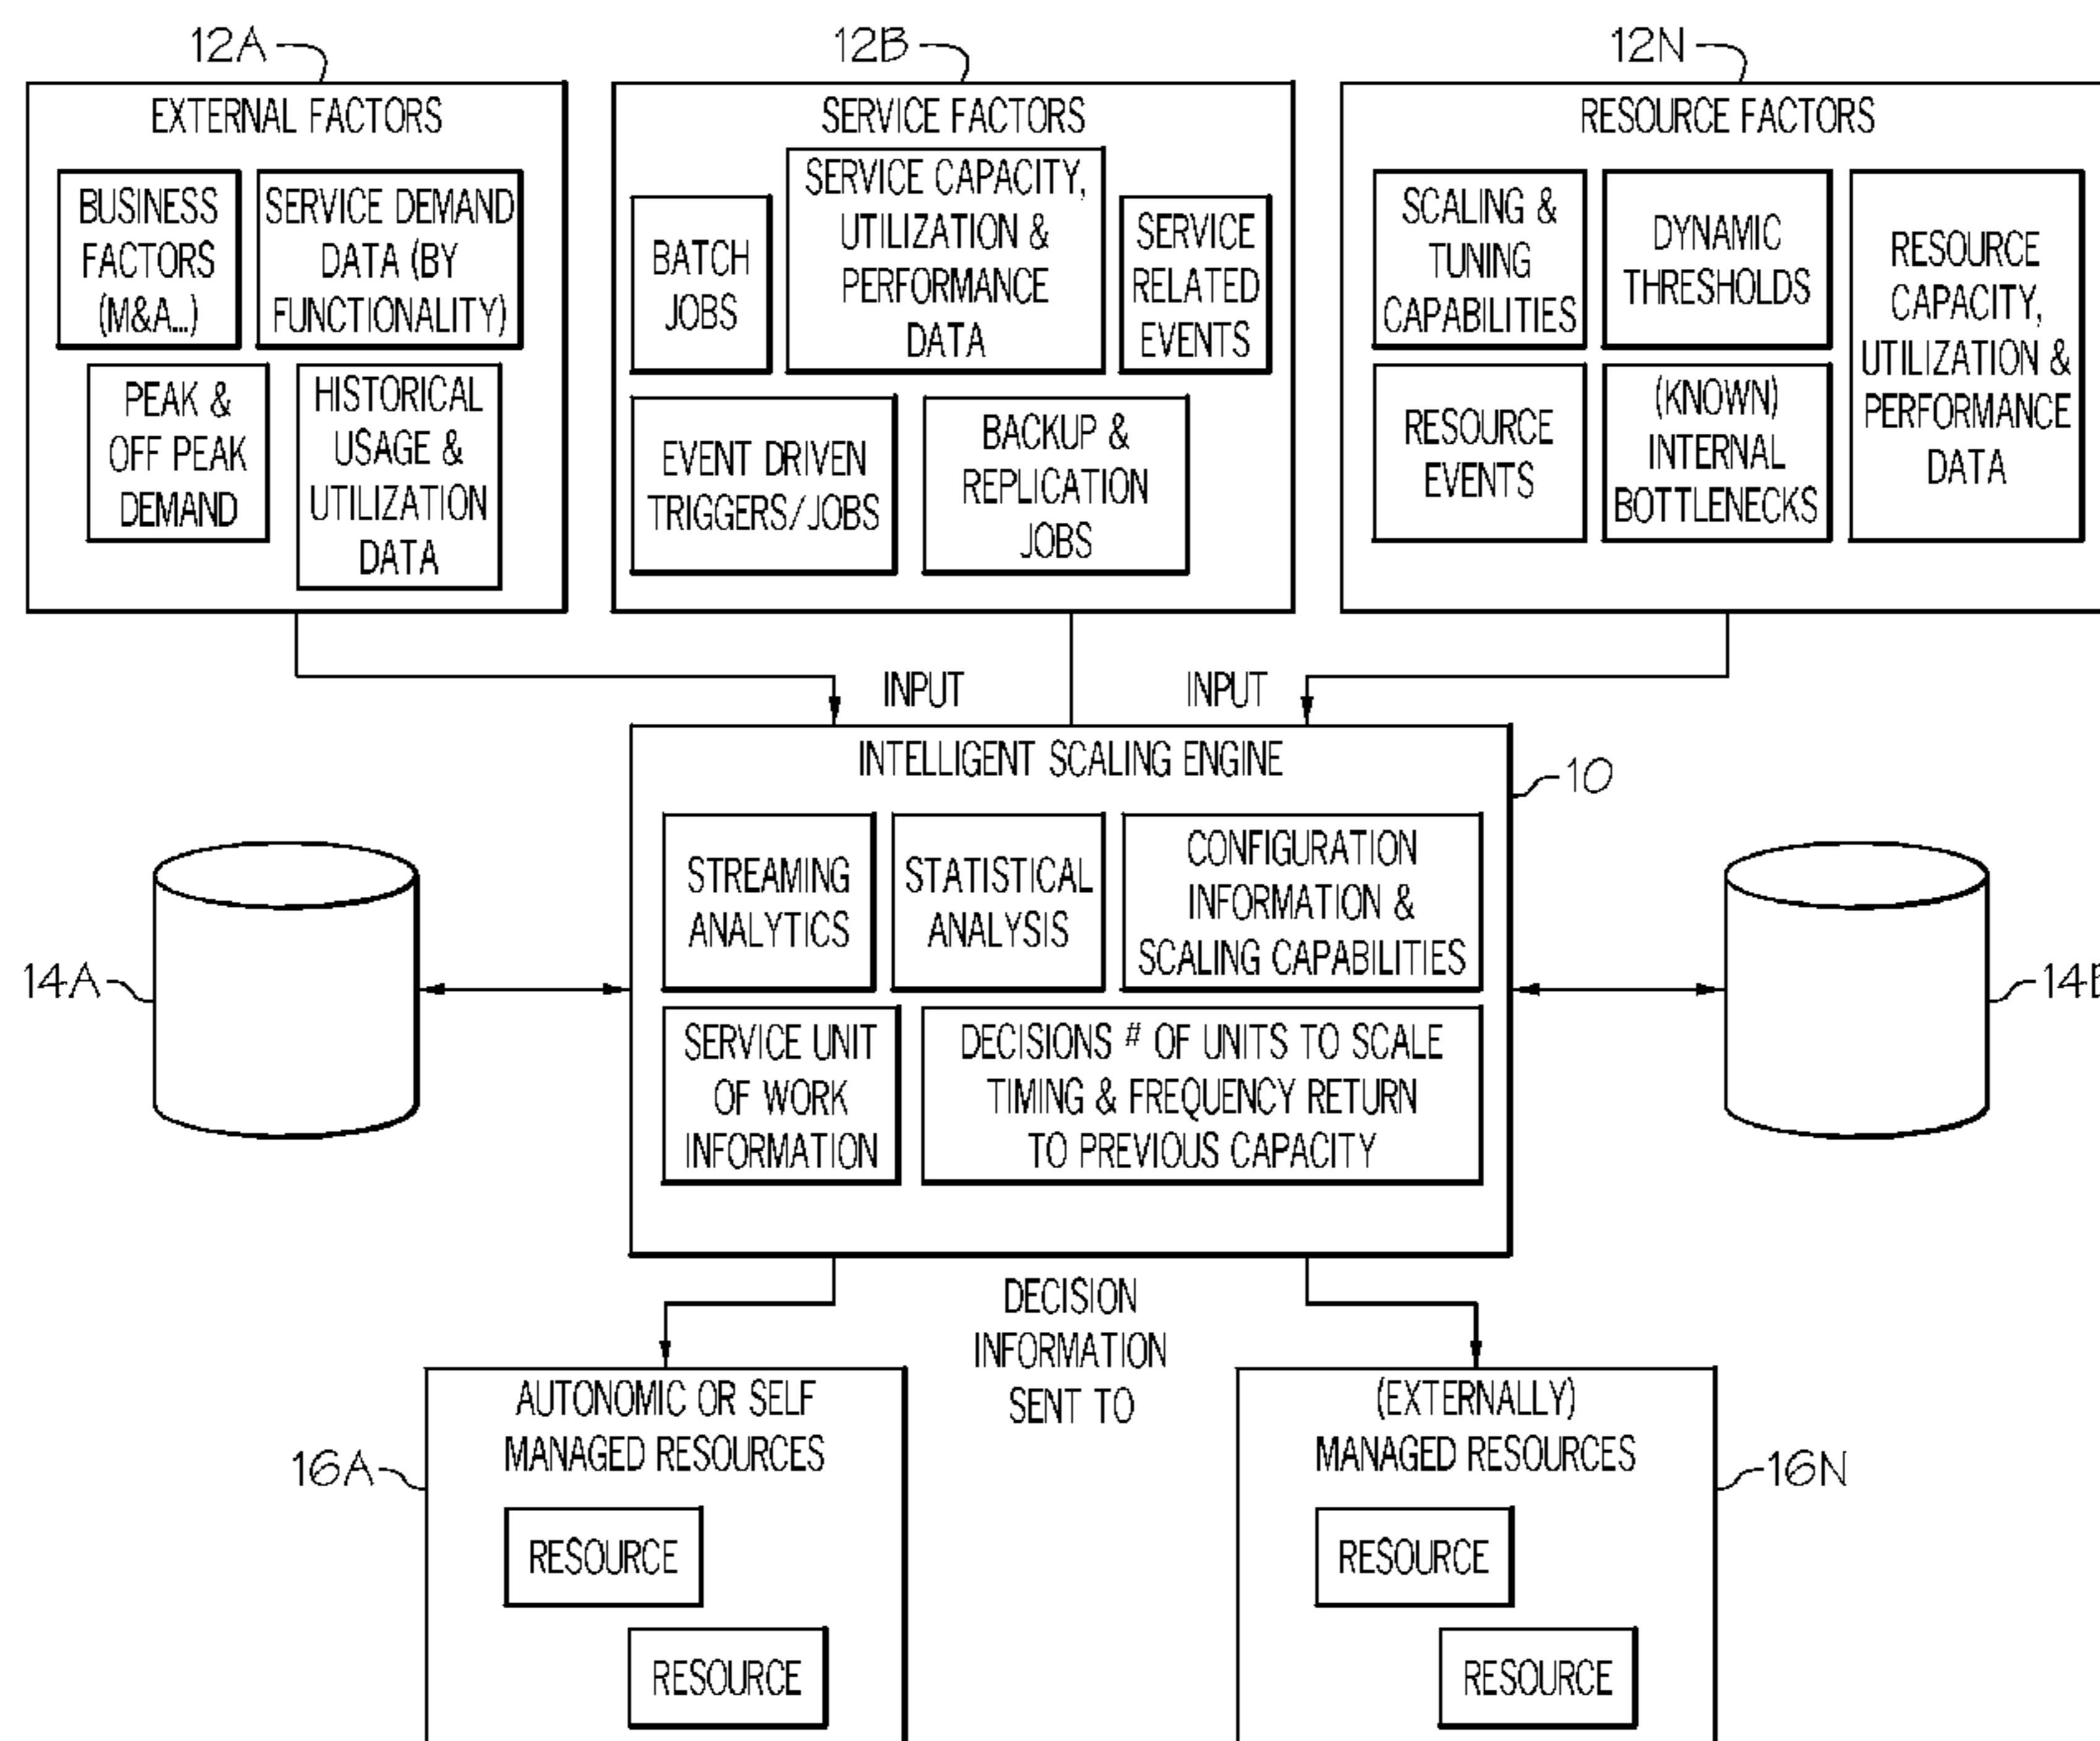 12A
12B
12N
EXTERNAL FACTORS
BUSINESS
FACTORS
(M&A...)
SERVICE DEMAND
DATA (BY
FUNCTIONALITY)
PEAK &
OFF PEAK
DEMAND
HISTORICAL
USAGE &
UTILIZATION
DATA
SERVICE FACTORS
BATCH
JOBS
SERVICE CAPACITY,
UTILIZATION &
PERFORMANCE
DATA
SERVICE
RELATED
EVENTS
EVENT DRIVEN
TRIGGERS/JOBS
BACKUP &
REPLICATION
JOBS
RESOURCE FACTORS
SCALING &
TUNING
CAPABILITIES
DYNAMIC
THRESHOLDS
RESOURCE
CAPACITY,
UTILIZATION &
PERFORMANCE
DATA
RESOURCE
EVENTS
(KNOWN)
INTERNAL
BOTTLENECKS
INPUT
INPUT
INTELLIGENT SCALING ENGINE
10
STREAMING
ANALYTICS
STATISTICAL
ANALYSIS
CONFIGURATION
INFORMATION &
SCALING CAPABILITIES
14A
14B
SERVICE UNIT
OF WORK
INFORMATION
DECISIONS # OF UNITS TO SCALE
TIMING & FREQUENCY RETURN
TO PREVIOUS CAPACITY
DECISION
INFORMATION
SENT TO
AUTONOMIC OR SELF
MANAGED RESOURCES
16A
RESOURCE
RESOURCE
(EXTERNALLY)
MANAGED RESOURCES
16N
RESOURCE
RESOURCE